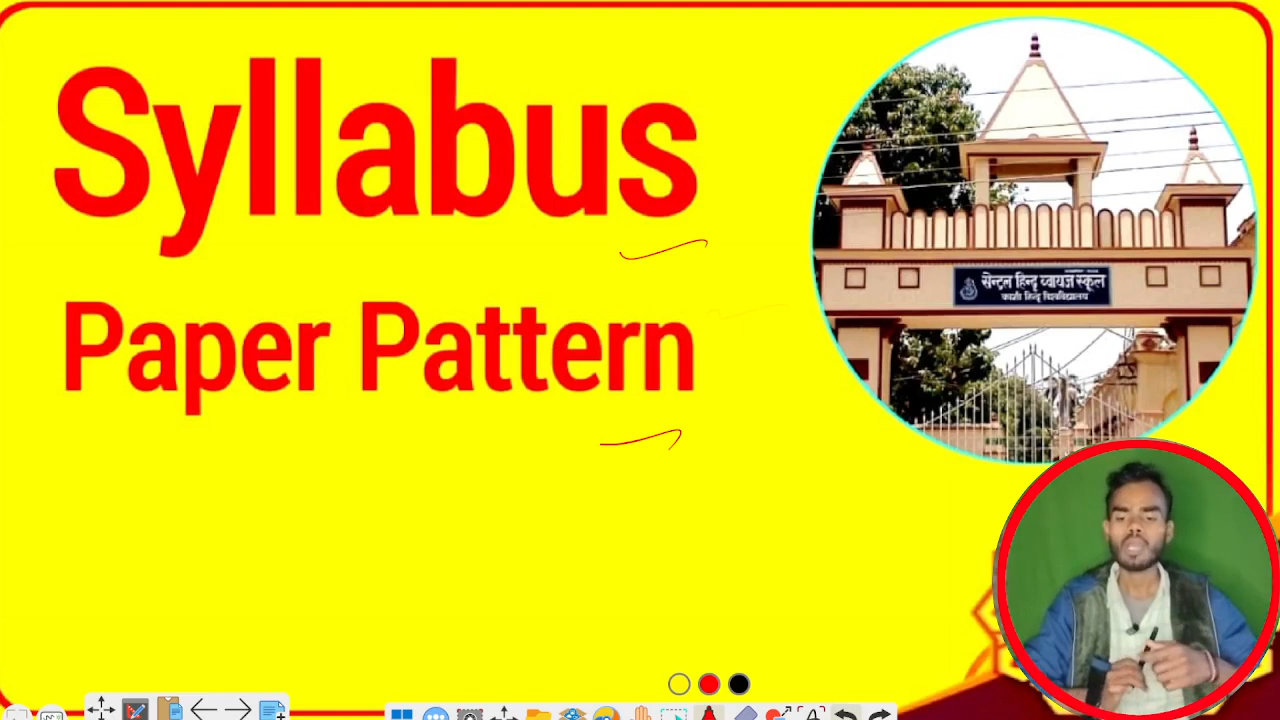 Syllabus
Paper Pattern
सेन्ट्रल हिन्दू व्वायज स्कूल
काशी हिन्दू विश्वविद्यालय